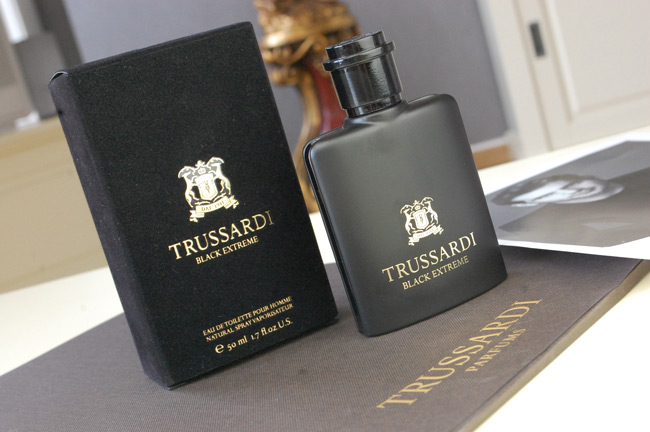 TRUSSARDI
BLACK EXTREME
EAU DE TOILETTE POUR HOMME
NATURAL SPRAY VAPORISATEUR
℮ 50 ml 1.7 fl.oz U.S.
TRUSSARDI
BLACK EXTREME
TRUSSARDI
PARFUMS